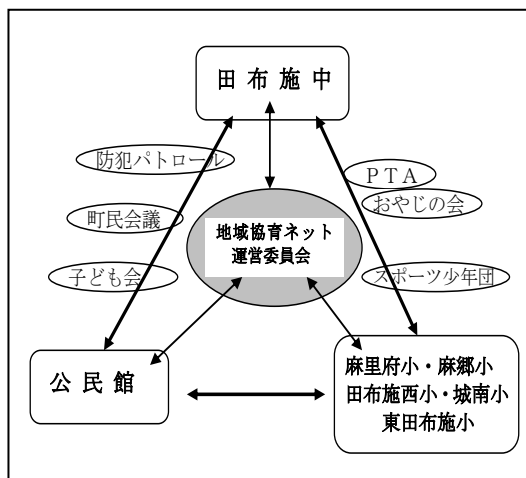 田布施中
防犯パトロール
PTA
おやじの会
町民会議
地域協育ネット
運営委員会
子ども会
スポーツ少年団
公民館
麻里府小・麻郷小
田布施西小・城南小
東田布施小